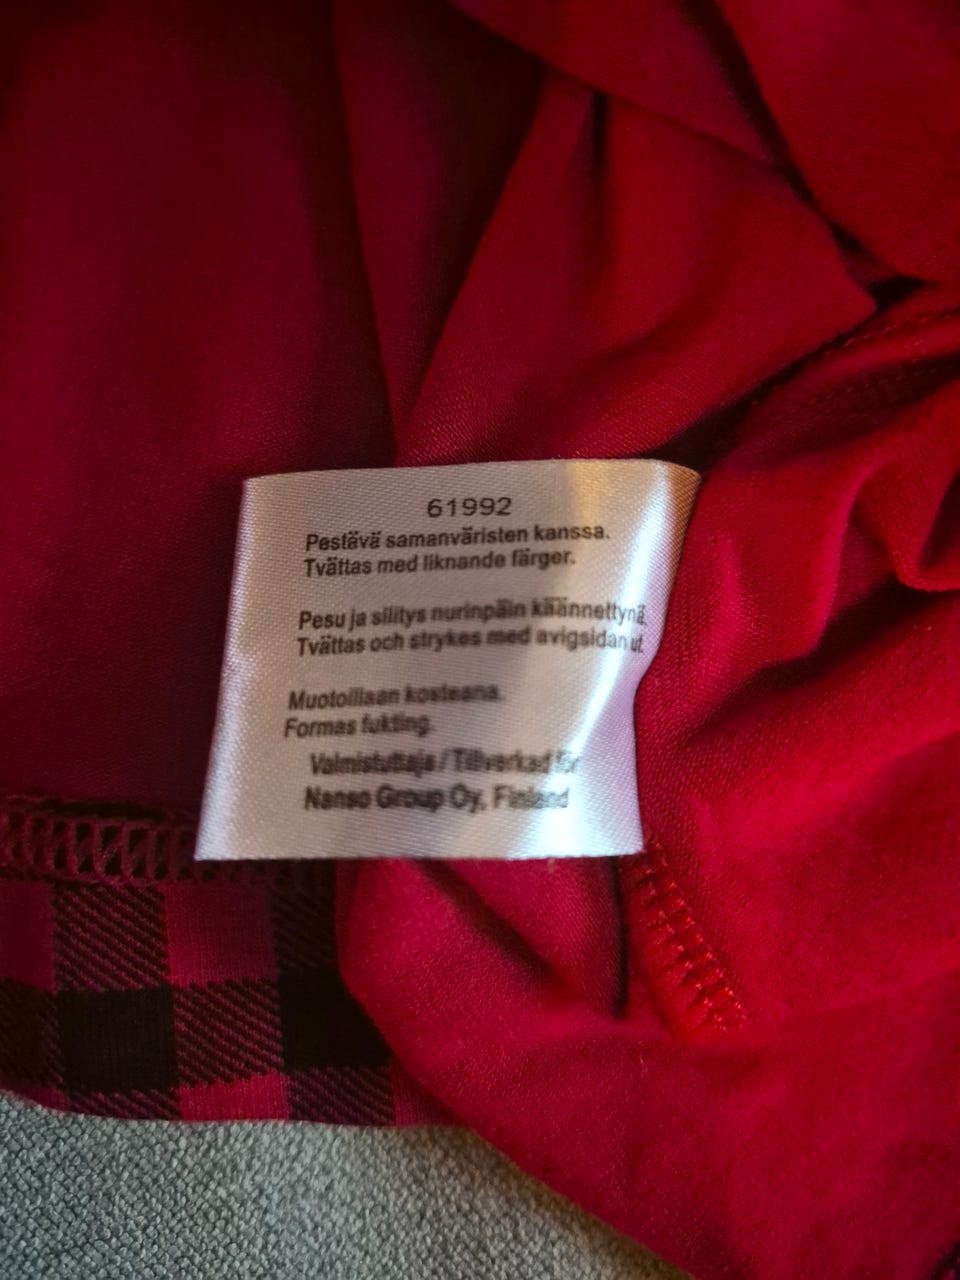 61992
Pestävä samanväristen kanssa.
Tvättas med liknande färger.
Pesu ja silitys nurinpäin käännettynä.
Tvättas och strykes med avigsidan ut.
Muotoillaan kosteana.
Formas fukting.
Valmistuttaja / Tillverkad för
Nanso Group Oy, Finland